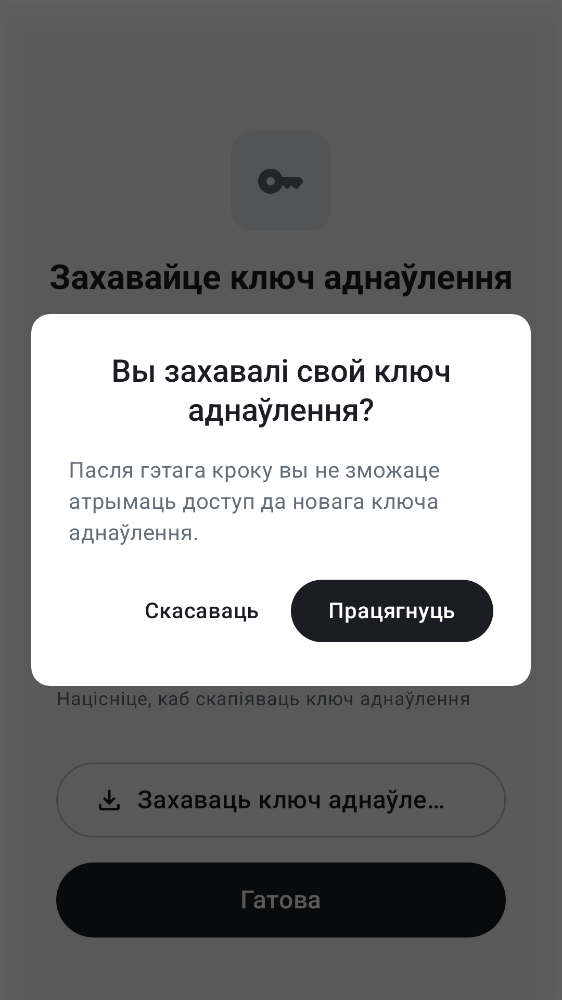 Захавайце ключ аднаўлення
Вы захавалі свой ключ
аднаўлення?
Пасля гэтага кроку вы не зможаце
атрымаць доступ да новага ключа
аднаўлення.
Скасаваць
Працягнуць
Націсніце, каб скапіяваць ключ аднаўлення
Захаваць ключ аднаўле...
Гатова